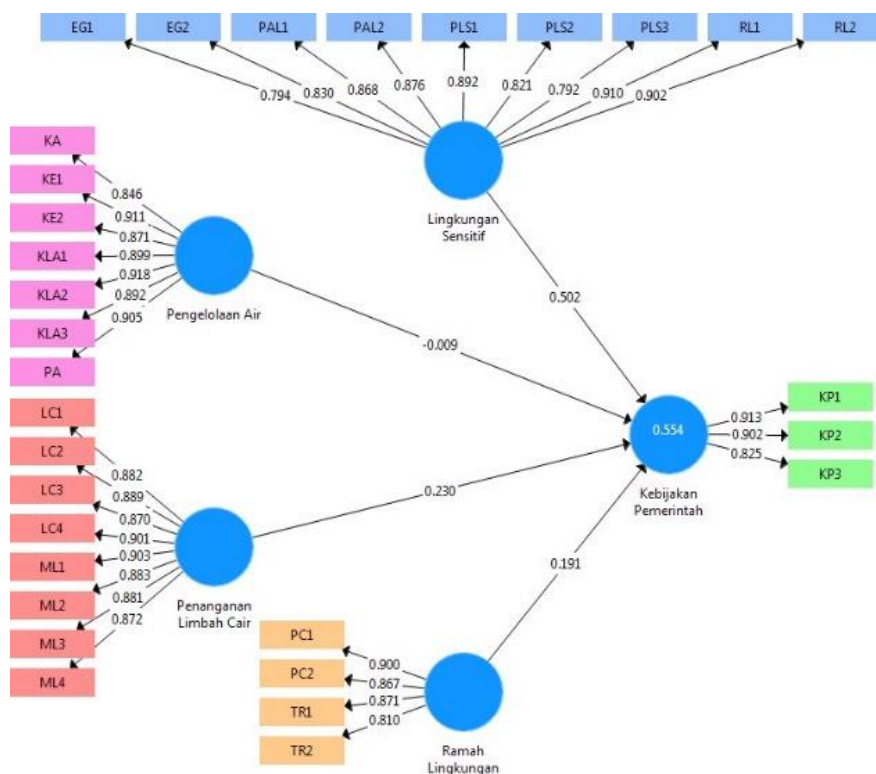 EG1 EG2 PAL1 PAL2 PLS1 PLS2 PLS3 RL1 RL2
0.794 0.830 0.868 0.876 0.892 0.821 0.792 0.910 0.902
Lingkungan
Sensitif
KA
KE1
KE2
KLA1
KLA2
KLA3
PA
0.846
0.911
0.871
0.899
0.918
0.892
0.905
Pengelolaan Air
0.502
-0.009
LC1
LC2
LC3
LC4
ML1
ML2
ML3
ML4
0.882
0.889
0.870
0.901
0.903
0.883
0.881
0.872
Penanganan
Limbah Cair
0.230
0.554
Kebijakan
Pemerintah
0.913
0.902
0.825
KP1
KP2
KP3
0.191
PC1
PC2
TR1
TR2
0.900
0.867
0.871
0.810
Ramah
Lingkungan